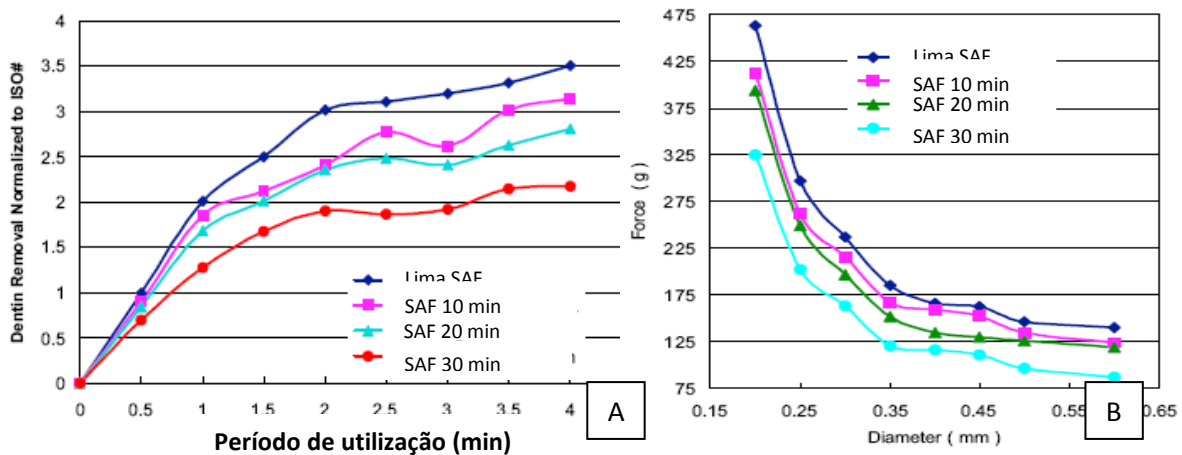 Dentin Removal Normalized to ISO#
4
3.5
3
2.5
2
1.5
1
0.5
0
Lima SAF
SAF 10 min
SAF 20 min
SAF 30 min
0 0.5 1 1.5 2 2.5 3 3.5 4
Período de utilização (min)
A
Force ( g )
475
425
375
325
275
225
175
125
75
Lima SAF
SAF 10 min
SAF 20 min
SAF 30 min
0.15 0.25 0.35 0.45 0.55 0.65
Diameter ( mm )
B